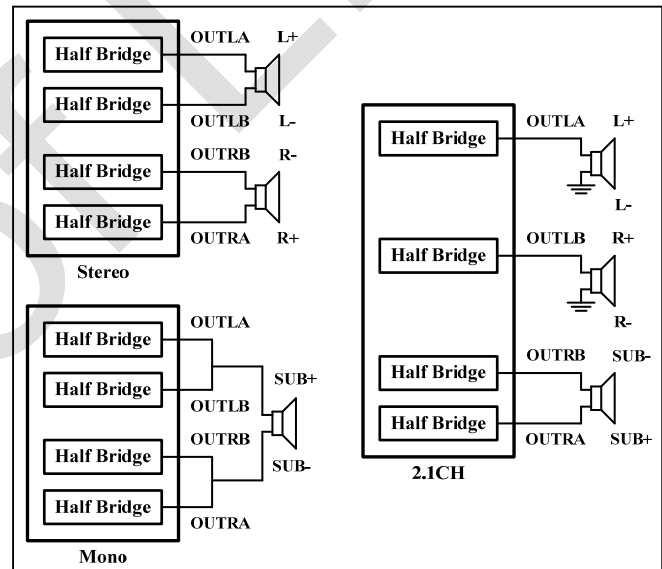 OUTLA L+
Half Bridge
Half Bridge
OUTLB L-
OUTRB R-
Half Bridge
Half Bridge
OUTRA R+
Stereo
OUTLA
Half Bridge
SUB+
Half Bridge
OUTLB
OUTRB
Half Bridge
SUB-
Half Bridge
OUTRA
Mono
OUTLA L+
Half Bridge
L-
OUTLB R+
Half Bridge
R-
OUTRB SUB-
Half Bridge
Half Bridge
OUTRA SUB+
2.1CH